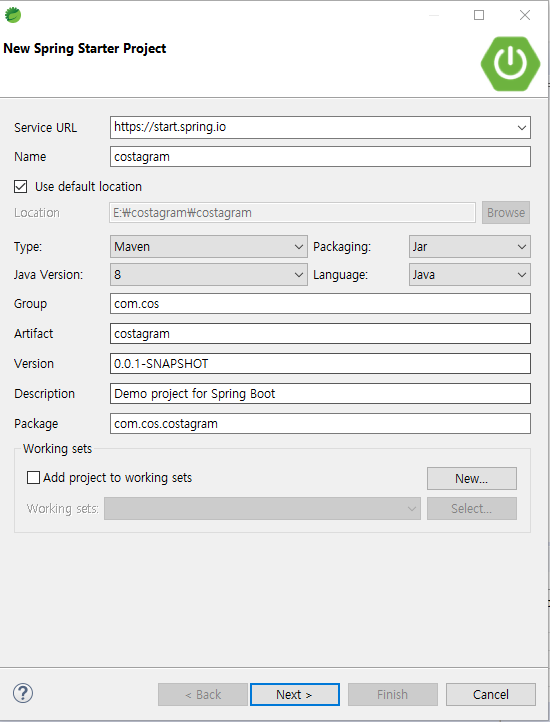 New Spring Starter Project
Service URL https://start.spring.io
Name costagram
Use default location
Location E:₩costagram₩costagram Browse
Type: Maven Packaging: Jar
Java Version: 8 Language: Java
Group com.cos
Artifact costagram
Version 0.0.1-SNAPSHOT
Description Demo project for Spring Boot
Package com.cos.costagram
Working sets
Add project to working sets New...
Working sets: Select...
? < Back Next > Finish Cancel